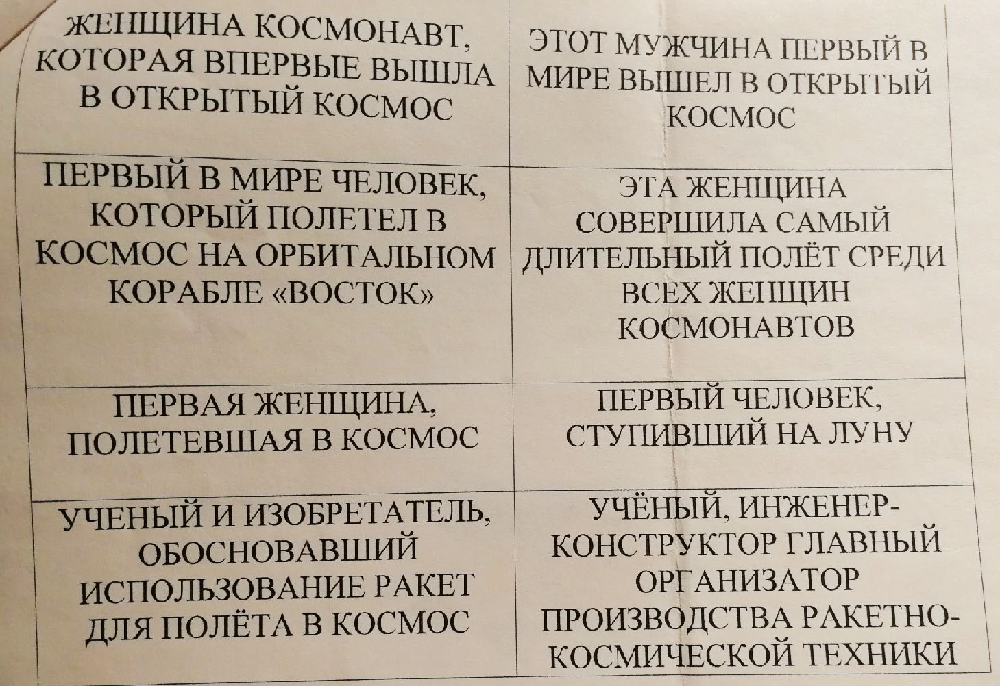 ЖЕНЩИНА КОСМОНАВТ,
КОТОРАЯ ВПЕРВЫЕ ВЫШЛА
В ОТКРЫТЫЙ КОСМОС
ЭТОТ МУЖЧИНА ПЕРВЫЙ В
МИРЕ ВЫШЕЛ В ОТКРЫТЫЙ
КОСМОС
ПЕРВЫЙ В МИРЕ ЧЕЛОВЕК,
КОТОРЫЙ ПОЛЕТЕЛ В
КОСМОС НА ОРБИТАЛЬНОМ
КОРАБЛЕ «ВОСТОК»
ЭТА ЖЕНЩИНА
СОВЕРШИЛА САМЫЙ
ДЛИТЕЛЬНЫЙ ПОЛЁТ СРЕДИ
ВСЕХ ЖЕНЩИН
КОСМОНАВТОВ
ПЕРВАЯ ЖЕНЩИНА,
ПОЛЕТЕВШАЯ В КОСМОС
ПЕРВЫЙ ЧЕЛОВЕК,
СТУПИВШИЙ НА ЛУНУ
УЧЕНЫЙ И ИЗОБРЕТАТЕЛЬ,
ОБОСНОВАВШИЙ
ИСПОЛЬЗОВАНИЕ РАКЕТ
ДЛЯ ПОЛЁТА В КОСМОС
УЧЁНЫЙ, ИНЖЕНЕР-
КОНСТРУКТОР ГЛАВНЫЙ
ОРГАНИЗАТОР
ПРОИЗВОДСТВА РАКЕТНО-
КОСМИЧЕСКОЙ ТЕХНИКИ